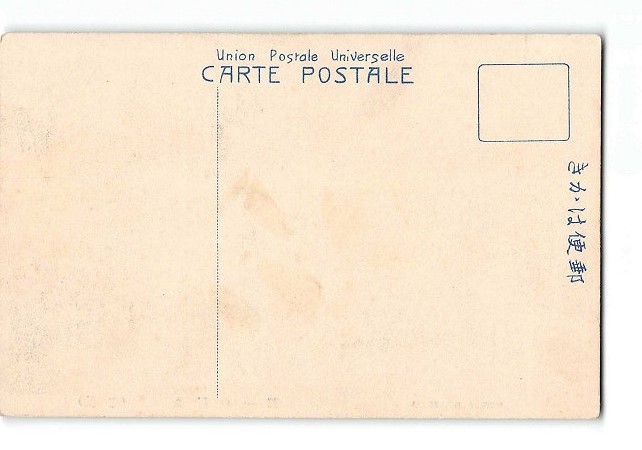 Union Postale Universelle
CARTE POSTALE
郵便はがき